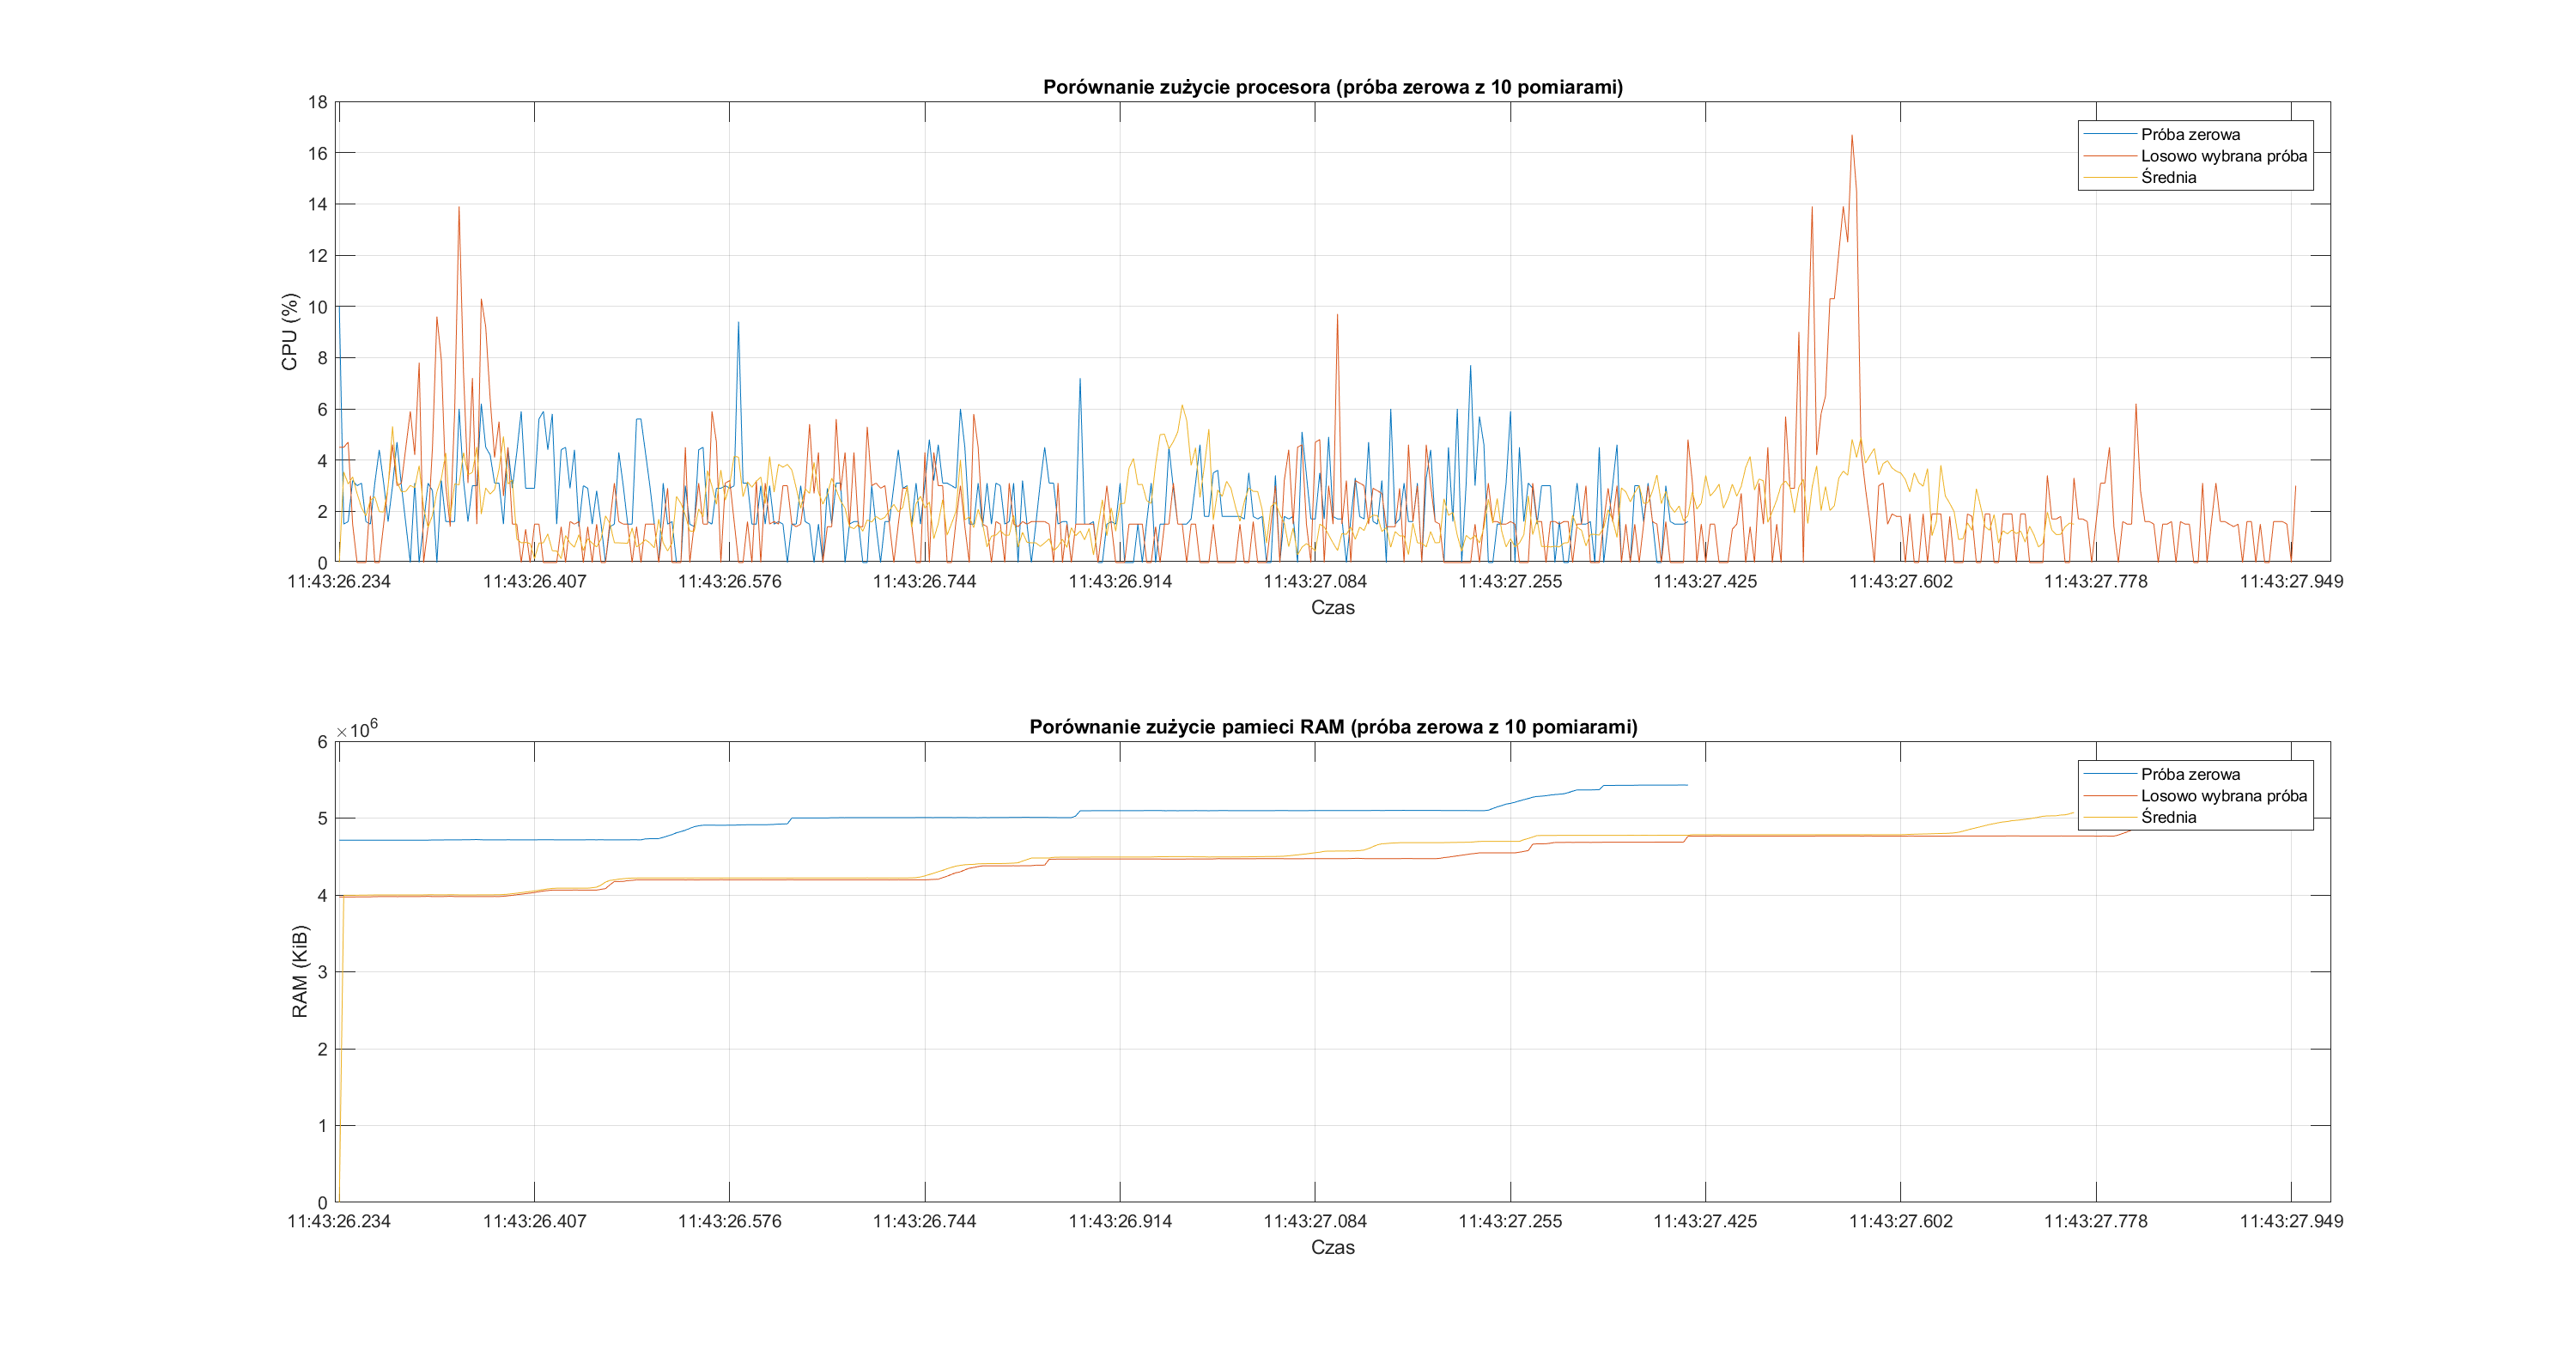 Porównanie zużycie procesora (próba zerowa z 10 pomiarami)
18
16
14
12
10
8
6
4
2
0
CPU (%)
Próba zerowa
Losowo wybrana próba
Średnia
11:43:26.234 11:43:26.407 11:43:26.576 11:43:26.744 11:43:26.914 11:43:27.084 11:43:27.255 11:43:27.425 11:43:27.602 11:43:27.778 11:43:27.949
Czas
Porównanie zużycie pamieci RAM (próba zerowa z 10 pomiarami)
×10^6
6
5
4
3
2
1
0
RAM (KiB)
Próba zerowa
Losowo wybrana próba
Średnia
11:43:26.234 11:43:26.407 11:43:26.576 11:43:26.744 11:43:26.914 11:43:27.084 11:43:27.255 11:43:27.425 11:43:27.602 11:43:27.778 11:43:27.949
Czas